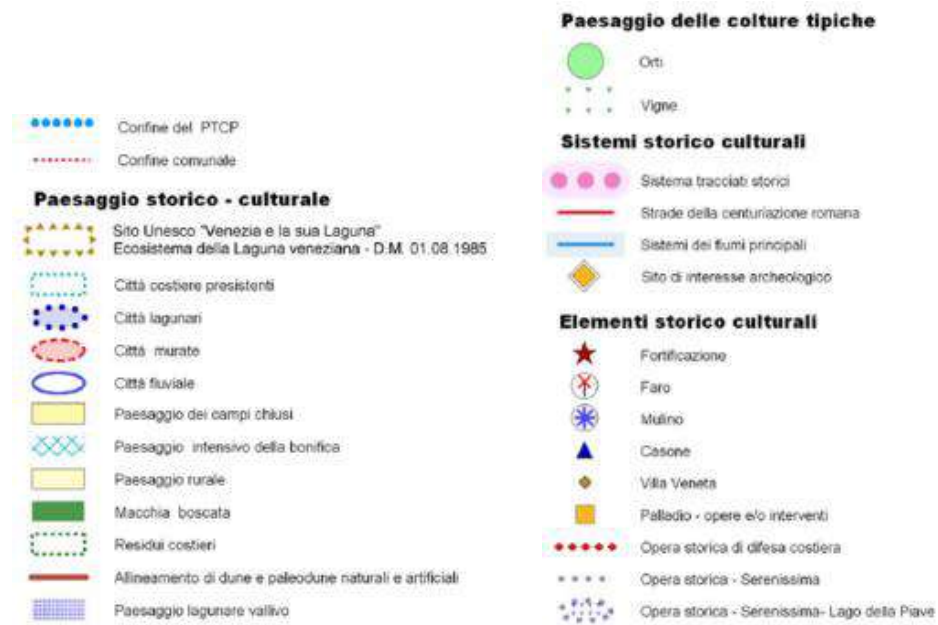 Confine del PTCP
Confine comunale
Paesaggio storico - culturale
Sito Unesco "Venezia e la sua Laguna"
Ecosistema della Laguna veneziana - D.M. 01.08.1985
Città costiere presistenti
Città lagunari
Città murate
Città fluviale
Paesaggio dei campi chiusi
Paesaggio intensivo della bonifica
Paesaggio rurale
Macchia boscata
Residui costieri
Allineamento di dune e paleodune naturali e artificiali
Paesaggio lagunare vallivo
Paesaggio delle colture tipiche
Orti
Vigne
Sistemi storico culturali
Sistema tracciati storici
Strade della centuriazione romana
Sistemi dei fiumi principali
Sito di interesse archeologico
Elementi storico culturali
Fortificazione
Faro
Mulino
Casone
Villa Veneta
Palladio - opere e/o interventi
Opera storica di difesa costiera
Opera storica - Serenissima
Opera storica - Serenissima- Lago della Piave